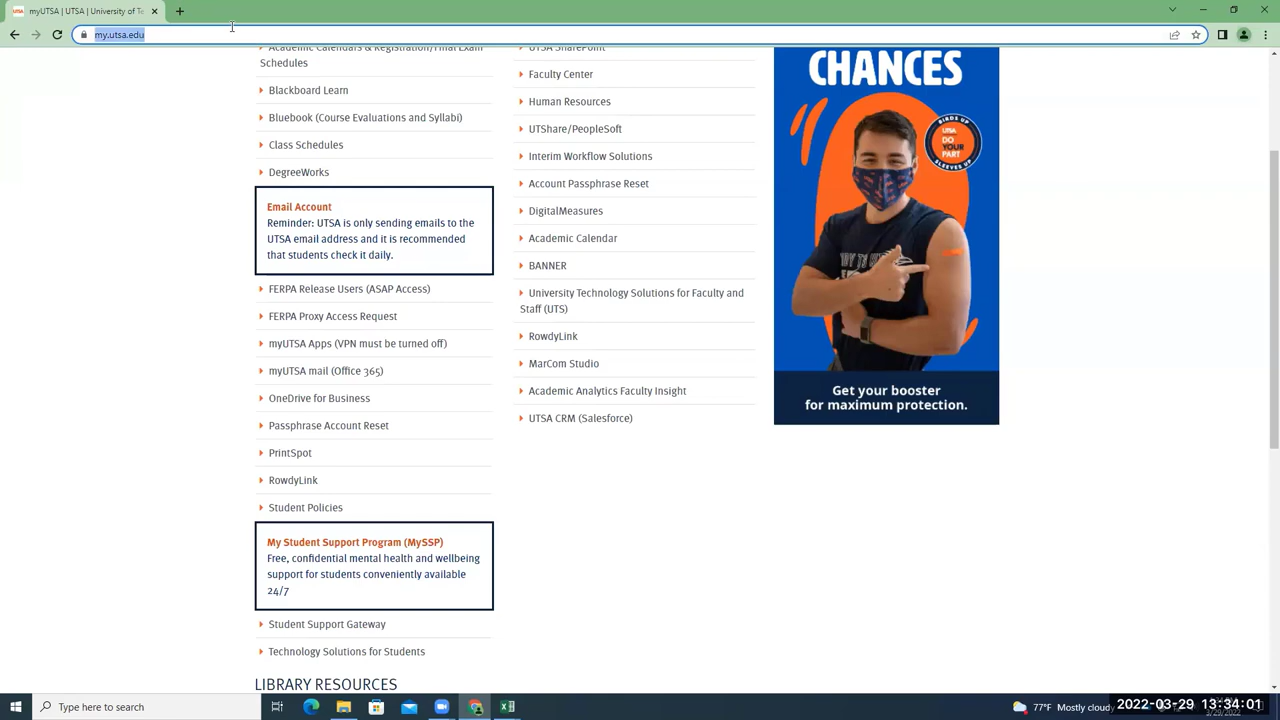 myUTSA | UTSA | University of Te
my.utsa.edu
Academic Calendars & Registration/Final Exam
Schedules
Blackboard Learn
Bluebook (Course Evaluations and Syllabi)
Class Schedules
DegreeWorks
Email Account
Reminder: UTSA is only sending emails to the
UTSA email address and it is recommended
that students check it daily.
FERPA Release Users (ASAP Access)
FERPA Proxy Access Request
myUTSA Apps (VPN must be turned off)
myUTSA mail (Office 365)
OneDrive for Business
Passphrase Account Reset
PrintSpot
RowdyLink
Student Policies
My Student Support Program (MySSP)
Free, confidential mental health and wellbeing
support for students conveniently available
24/7
Student Support Gateway
Technology Solutions for Students
LIBRARY RESOURCES
UTSA SharePoint
Faculty Center
Human Resources
UTShare/PeopleSoft
Interim Workflow Solutions
Account Passphrase Reset
DigitalMeasures
Academic Calendar
BANNER
University Technology Solutions for Faculty and
Staff (UTS)
RowdyLink
MarCom Studio
Academic Analytics Faculty Insight
UTSA CRM (Salesforce)
CHANCES
BIRDS UP
UTSA
DO
YOUR
PART
SLEEVES UP
Get your booster
for maximum protection.
Type here to search
77°F Mostly cloudy
2022-03-29 13:34:01